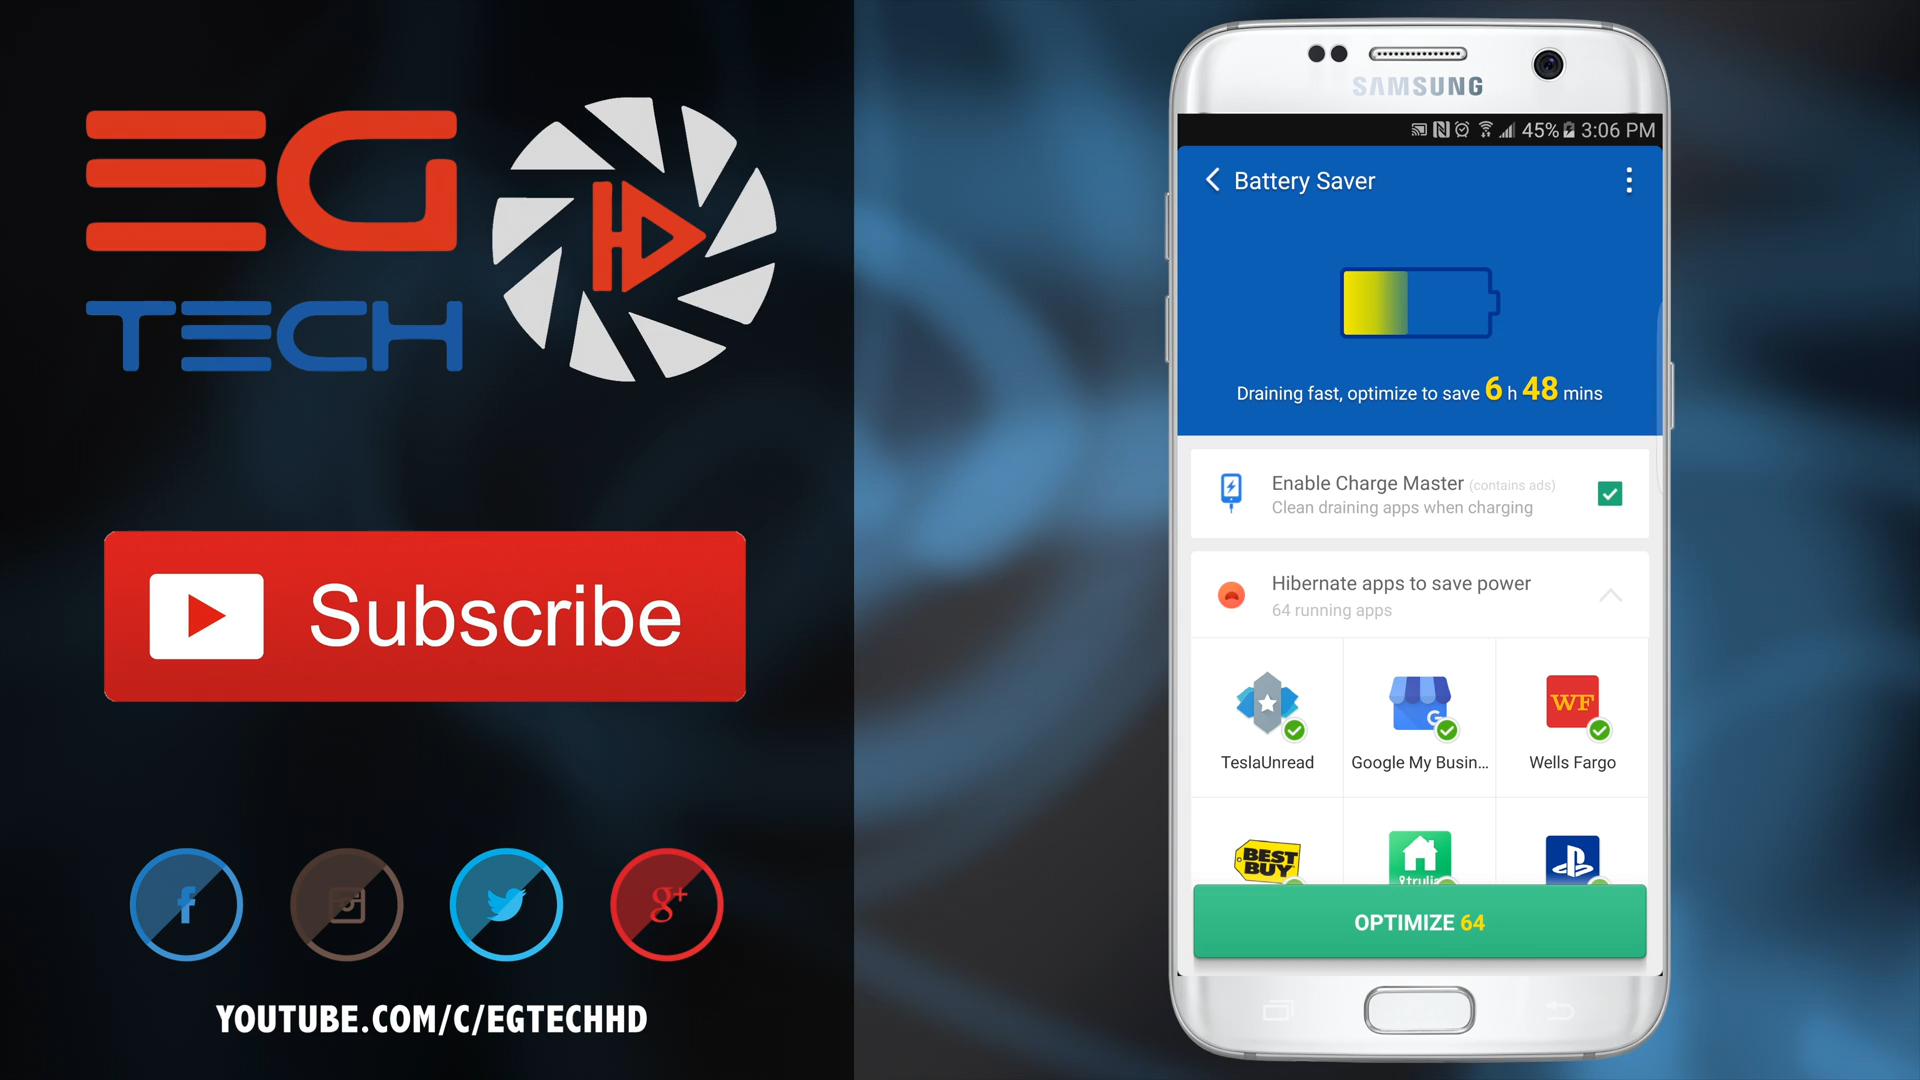 EG
TECH
HD
Subscribe
f
g+
YOUTUBE.COM/C/EGTECHHD
SAMSUNG
45% 3:06 PM
Battery Saver
Draining fast, optimize to save 6 h 48 mins
Enable Charge Master (contains ads)
Clean draining apps when charging
Hibernate apps to save power
64 running apps
G
WF
TeslaUnread
Google My Busin...
Wells Fargo
BEST
BUY
trulia
OPTIMIZE 64